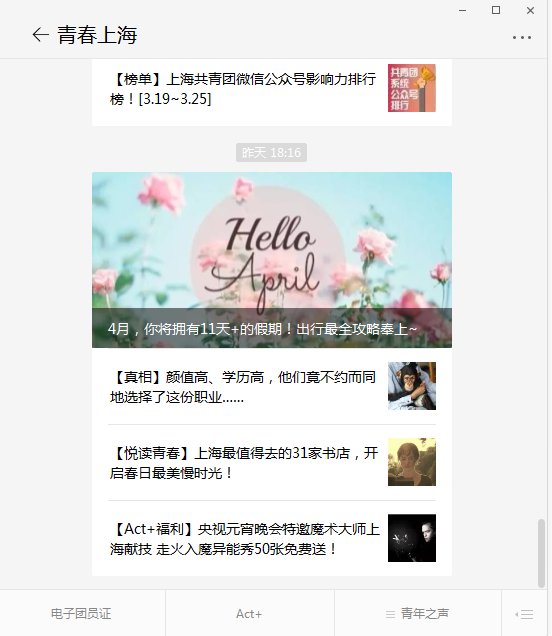 青春上海
【榜单】上海共青团微信公众号影响力排行
榜！[3.19~3.25]
共青团
系统
公众号
排行
昨天 18:16
Hello
April
4月，你将拥有11天+的假期！出行最全攻略奉上~
【真相】颜值高、学历高，他们竟不约而同
地选择了这份职业......
【悦读青春】上海最值得去的31家书店，开
启春日最美慢时光！
【Act+福利】央视元宵晚会特邀魔术大师上
海献技 走火入魔异能秀50张免费送！
电子团员证
Act+
青年之声